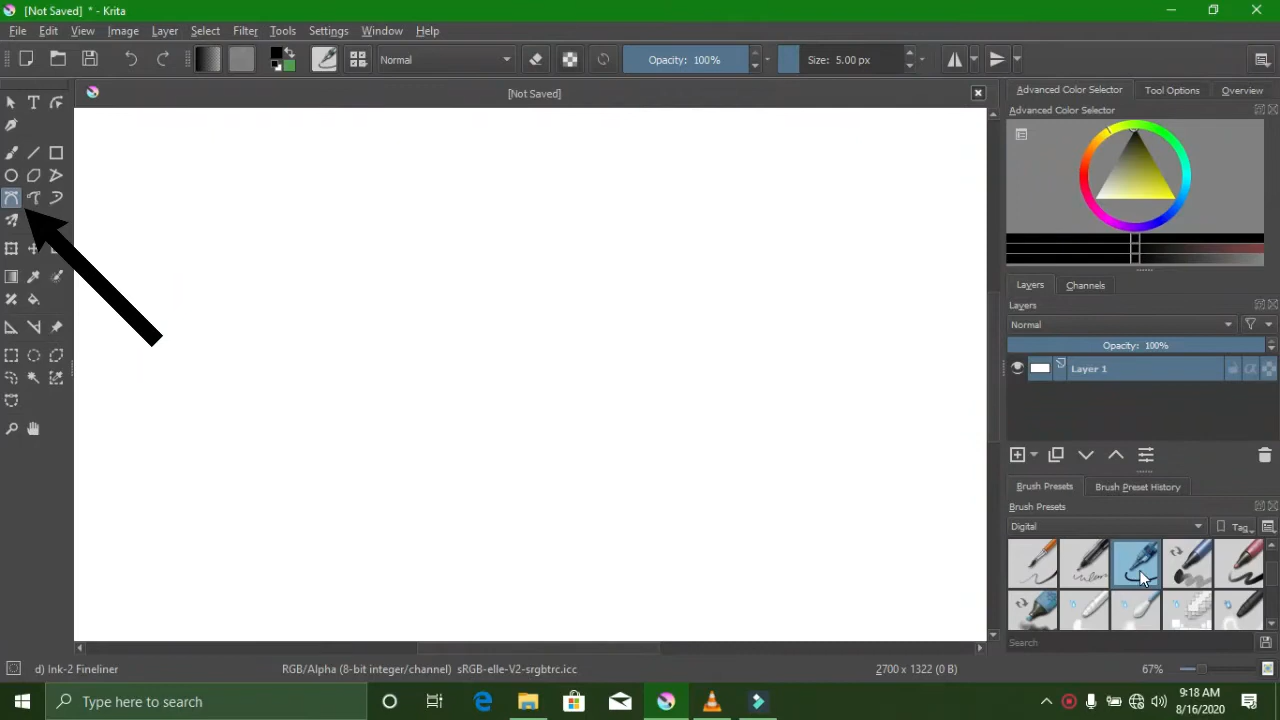 [Not Saved] * - Krita
File Edit View Image Layer Select Filter Tools Settings Window Help
Normal Opacity: 100% Size: 5.00 px
[Not Saved]
Advanced Color Selector Tool Options Overview
Advanced Color Selector
Layers Channels
Layers
Normal
Opacity: 100%
Layer 1
Brush Presets Brush Preset History
Brush Presets
Digital Tag
Search
d) Ink-2 Fineliner RGB/Alpha (8-bit integer/channel) sRGB-elle-V2-srgbtrc.icc 2700 x 1322 (0 B) 67%
Type here to search
9:18 AM
8/16/2020